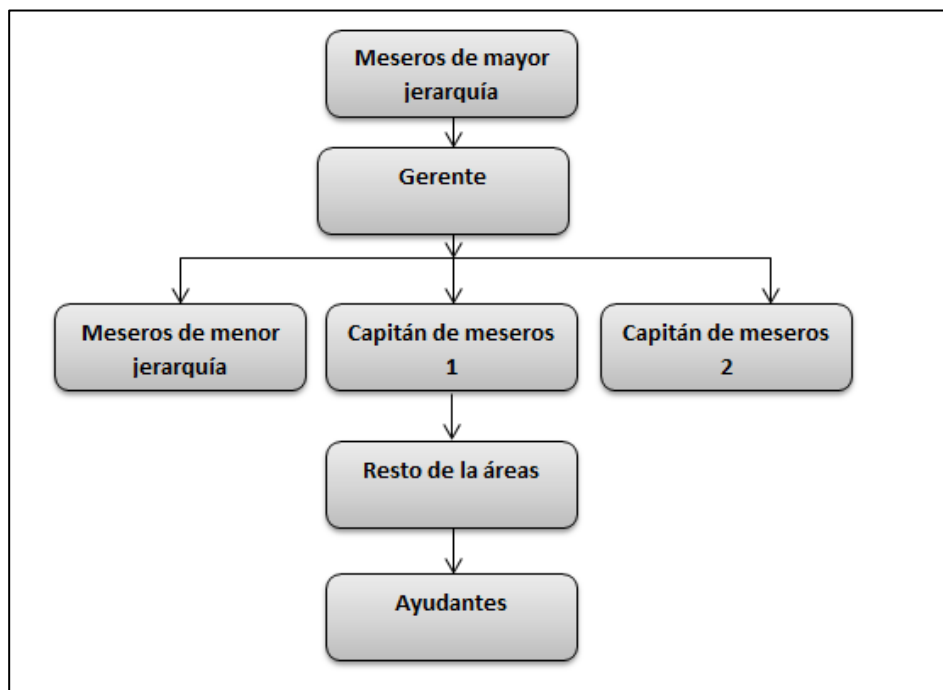 Meseros de mayor
jerarquía
Gerente
Meseros de menor
jerarquía
Capitán de meseros
1
Capitán de meseros
2
Resto de la áreas
Ayudantes